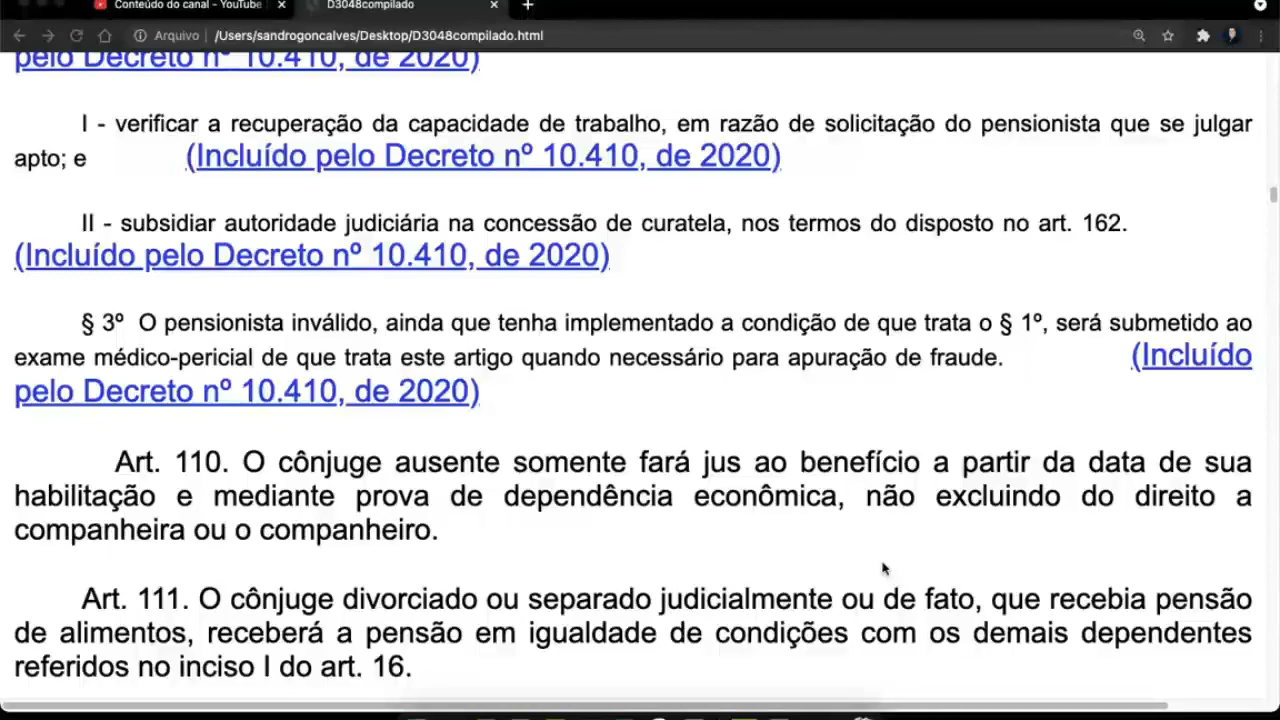 Conteúdo do canal - YouTube
D3048compilado
Arquivo /Users/sandrogoncalves/Desktop/D3048compilado.html
pelo Decreto nº 10.410, de 2020)
I - verificar a recuperação da capacidade de trabalho, em razão de solicitação do pensionista que se julgar
apto; e (Incluído pelo Decreto nº 10.410, de 2020)
II - subsidiar autoridade judiciária na concessão de curatela, nos termos do disposto no art. 162.
(Incluído pelo Decreto nº 10.410, de 2020)
§ 3º O pensionista inválido, ainda que tenha implementado a condição de que trata o § 1º, será submetido ao
exame médico-pericial de que trata este artigo quando necessário para apuração de fraude. (Incluído
pelo Decreto nº 10.410, de 2020)
Art. 110. O cônjuge ausente somente fará jus ao benefício a partir da data de sua
habilitação e mediante prova de dependência econômica, não excluindo do direito a
companheira ou o companheiro.
Art. 111. O cônjuge divorciado ou separado judicialmente ou de fato, que recebia pensão
de alimentos, receberá a pensão em igualdade de condições com os demais dependentes
referidos no inciso I do art. 16.